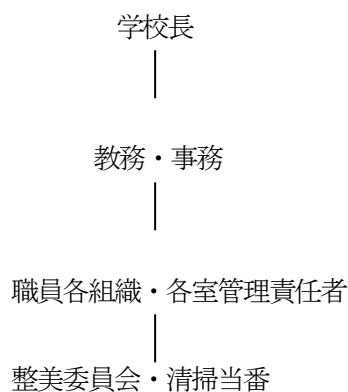 学校長
教務・事務
職員各組織・各室管理責任者
整美委員会・清掃当番